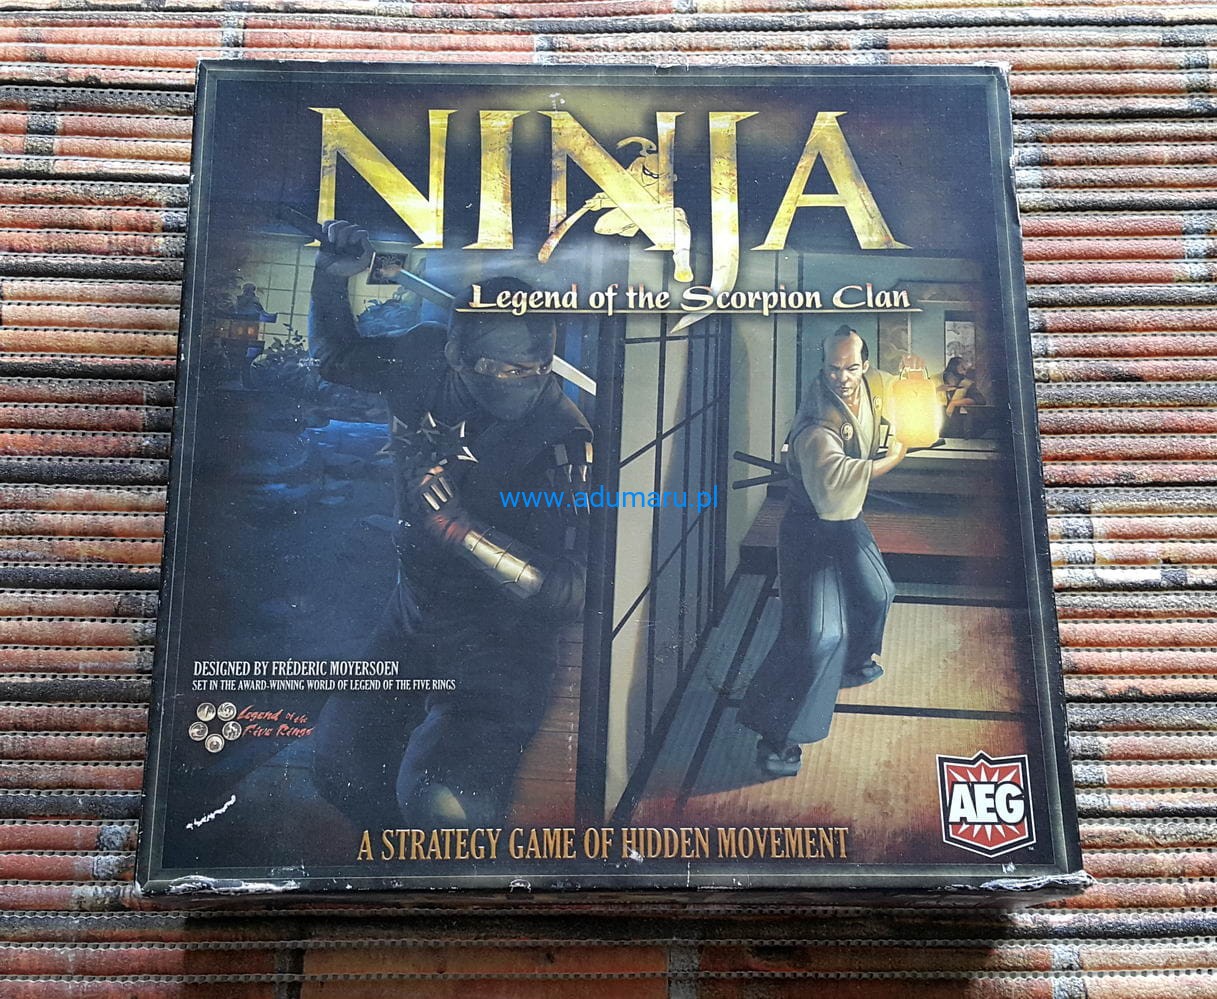 NINJA
Legend of the Scorpion Clan
www.adumaru.pl
DESIGNED BY FRÉDERIC MOYERSOEN
SET IN THE AWARD-WINNING WORLD OF LEGEND OF THE FIVE RINGS
Legend of the
Five Rings
AEG
A STRATEGY GAME OF HIDDEN MOVEMENT